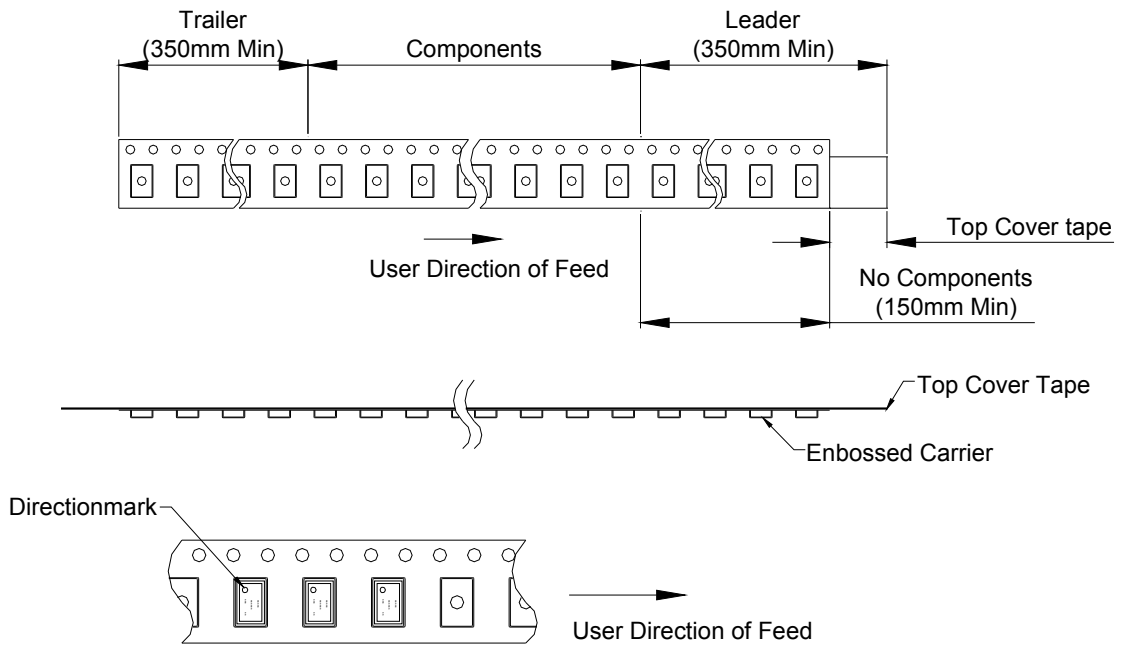 Trailer
(350mm Min)
Components
Leader
(350mm Min)
Top Cover tape
User Direction of Feed
No Components
(150mm Min)
Top Cover Tape
Enbossed Carrier
Directionmark
User Direction of Feed